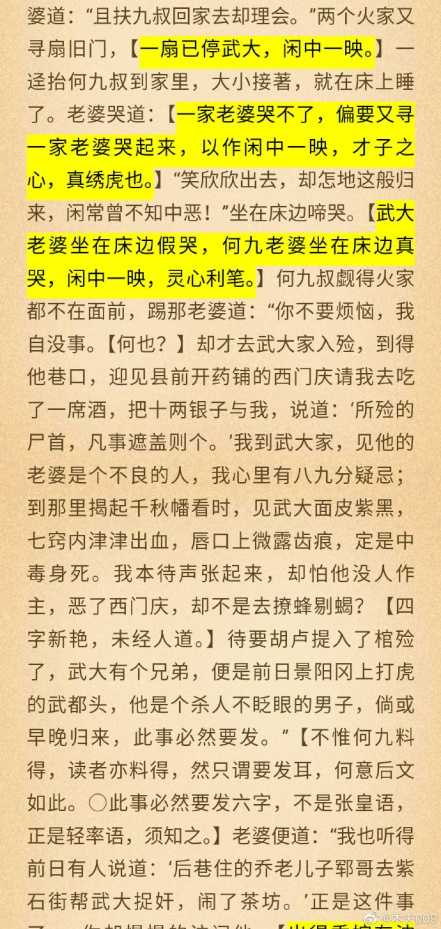 婆道：“且扶九叔回家去却理会。”两个火家又
寻扇旧门，【一扇已停武大，闲中一映。】一
迳抬何九叔到家里，大小接著，就在床上睡
了。老婆哭道：【一家老婆哭不了，偏要又寻
一家老婆哭起来，以作闲中一映，才子之
心，真绣虎也。】“笑欣欣出去，却怎地这般归
来，闲常曾不知中恶！”坐在床边啼哭。【武大
老婆坐在床边假哭，何九老婆坐在床边真
哭，闲中一映，灵心利笔。】何九叔觑得火家
都不在面前，踢那老婆道：“你不要烦恼，我
自没事。【何也？】却才去武大家入殓，到得
他巷口，迎见县前开药铺的西门庆请我去吃
了一席酒，把十两银子与我，说道：‘所殓的
尸首，凡事遮盖则个。’我到武大家，见他的
老婆是个不良的人，我心里有八九分疑忌；
到那里揭起千秋幡看时，见武大面皮紫黑，
七窍内津津出血，唇口上微露齿痕，定是中
毒身死。我本待声张起来，却怕他没人作
主，恶了西门庆，却不是去撩蜂剔蝎？【四
字新艳，未经人道。】待要胡卢提入了棺殓
了，武大有个兄弟，便是前日景阳冈上打虎
的武都头，他是个杀人不眨眼的男子，倘或
早晚归来，此事必然要发。”【不惟何九料
得，读者亦料得，然只谓要发耳，何意后文
如此。○此事必然要发六字，不是张皇语，
正是轻率语，须知之。】老婆便道：“我也听得
前日有人说道：‘后巷住的乔老儿子郓哥去紫
石街帮武大捉奸，闹了茶坊。’正是这件事